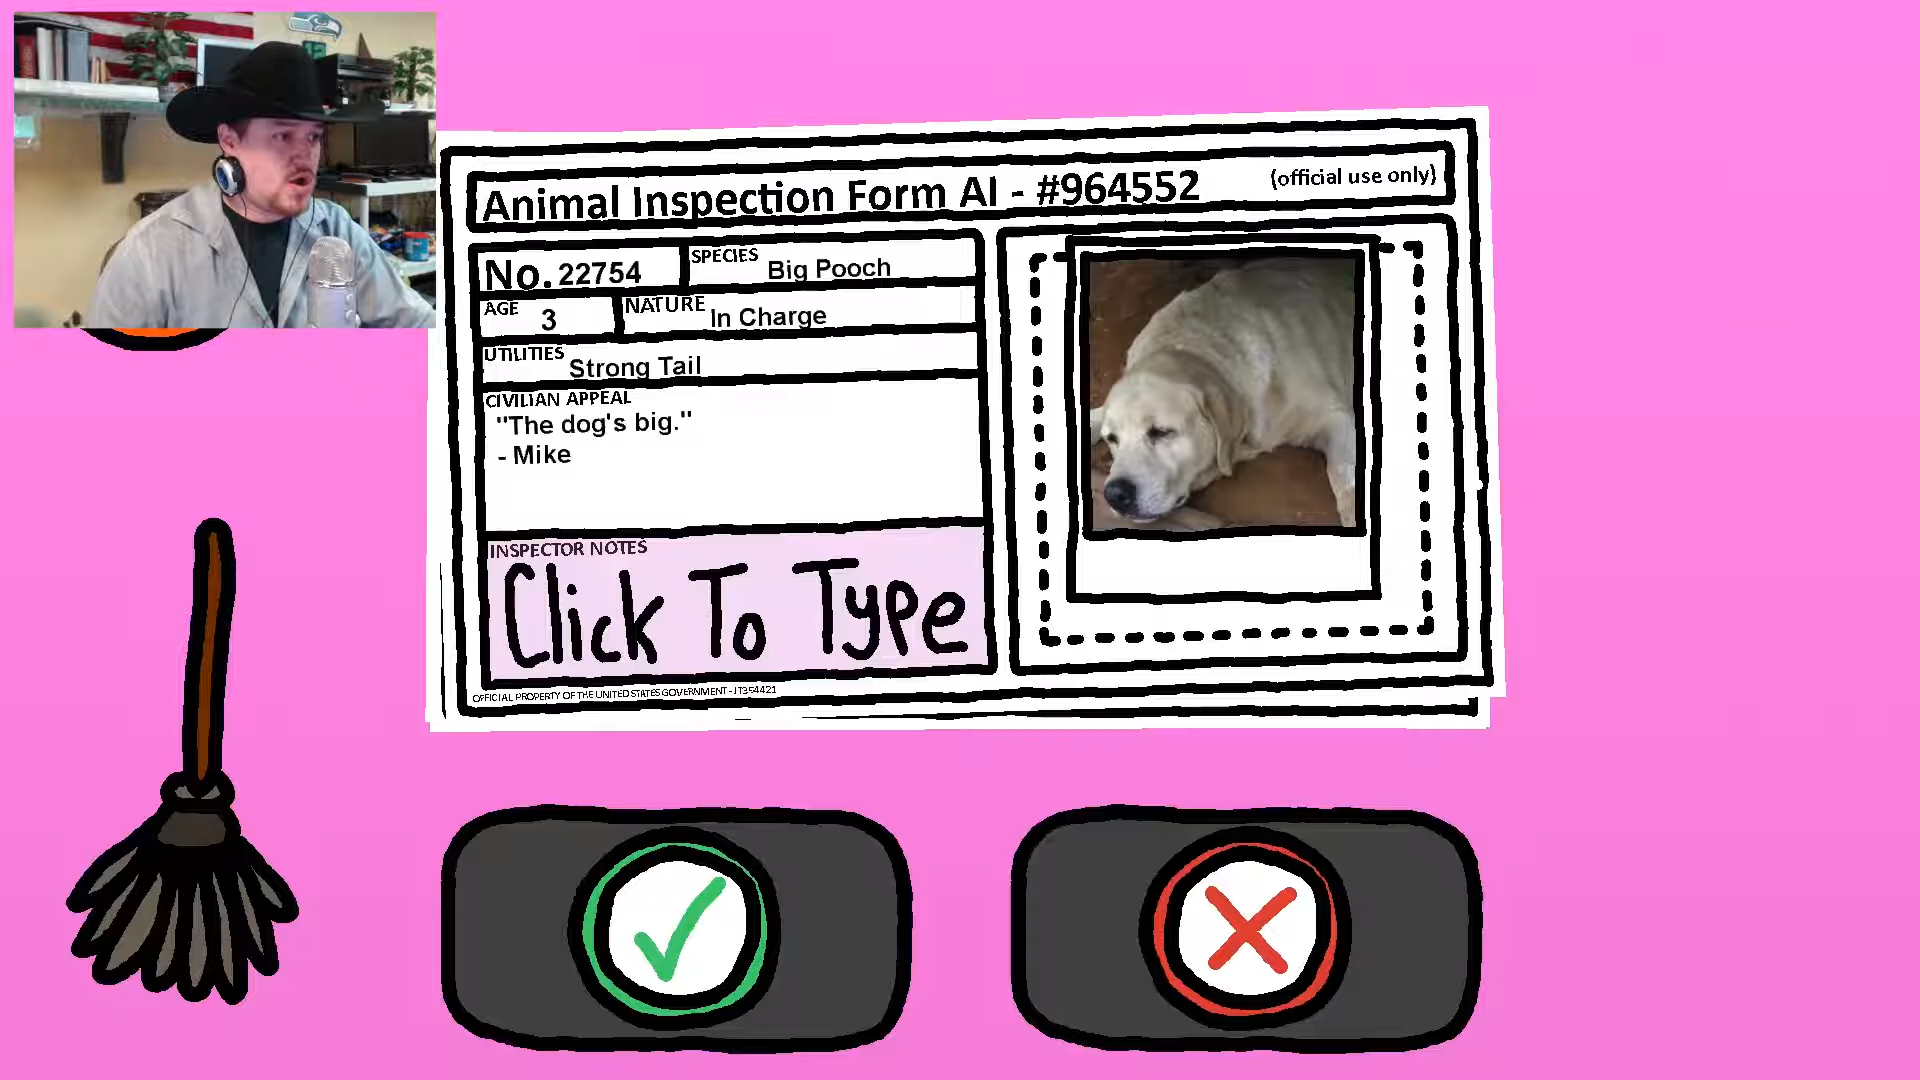 Animal Inspection Form AI - #964552
(official use only)
No. 22754
SPECIES Big Pooch
AGE 3
NATURE In Charge
UTILITIES Strong Tail
CIVILIAN APPEAL
"The dog's big."
- Mike
INSPECTOR NOTES
Click To Type
OFFICIAL PROPERTY OF THE UNITED STATES GOVERNMENT - JT354421